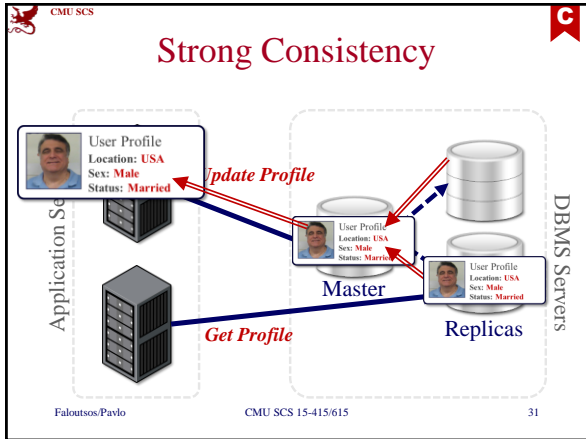 CMU SCS
C
Strong Consistency
User Profile
Location: USA
Sex: Male
Status: Married
Update Profile
Application Se
User Profile
Location: USA
Sex: Male
Status: Married
Master
User Profile
Location: USA
Sex: Male
Status: Married
Replicas
DBMS Servers
Get Profile
Faloutsos/Pavlo
CMU SCS 15-415/615
31